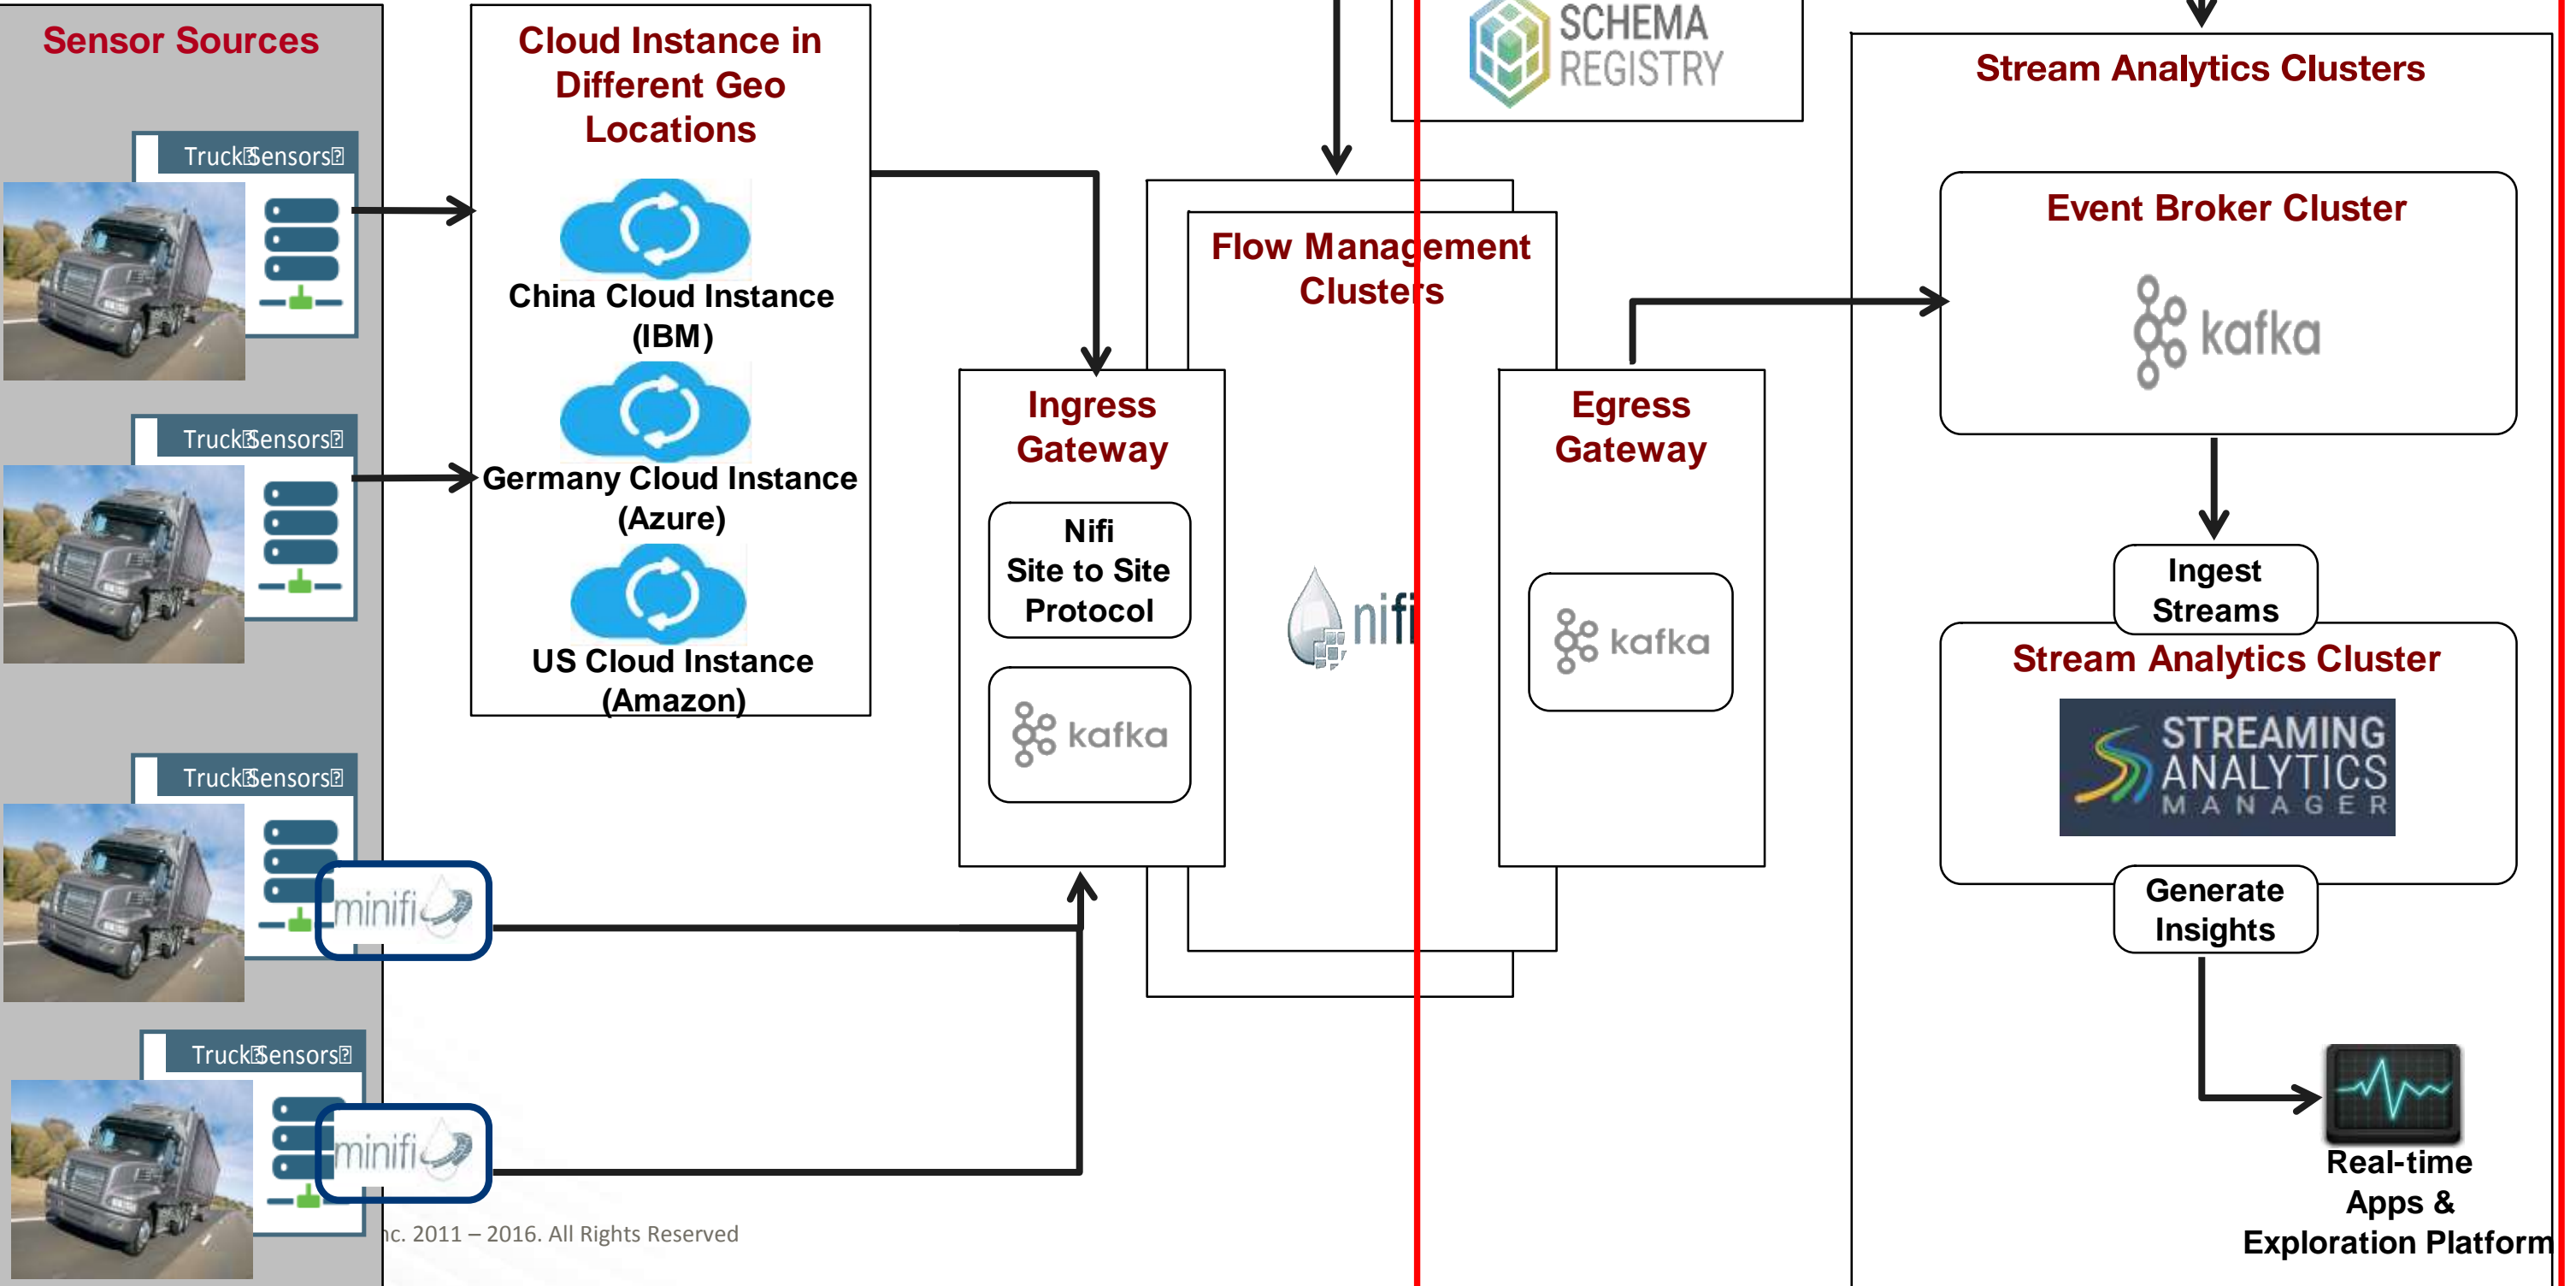 Sensor Sources
Truck Sensors
Truck Sensors
Truck Sensors
minifi
Truck Sensors
minifi
Cloud Instance in
Different Geo
Locations
China Cloud Instance
(IBM)
Germany Cloud Instance
(Azure)
US Cloud Instance
(Amazon)
Ingress
Gateway
Nifi
Site to Site
Protocol
kafka
Flow Management
Clusters
nifi
SCHEMA
REGISTRY
Egress
Gateway
kafka
Stream Analytics Clusters
Event Broker Cluster
kafka
Ingest
Streams
Stream Analytics Cluster
STREAMING
ANALYTICS
MANAGER
Generate
Insights
Real-time
Apps &
Exploration Platform
nc. 2011 – 2016. All Rights Reserved